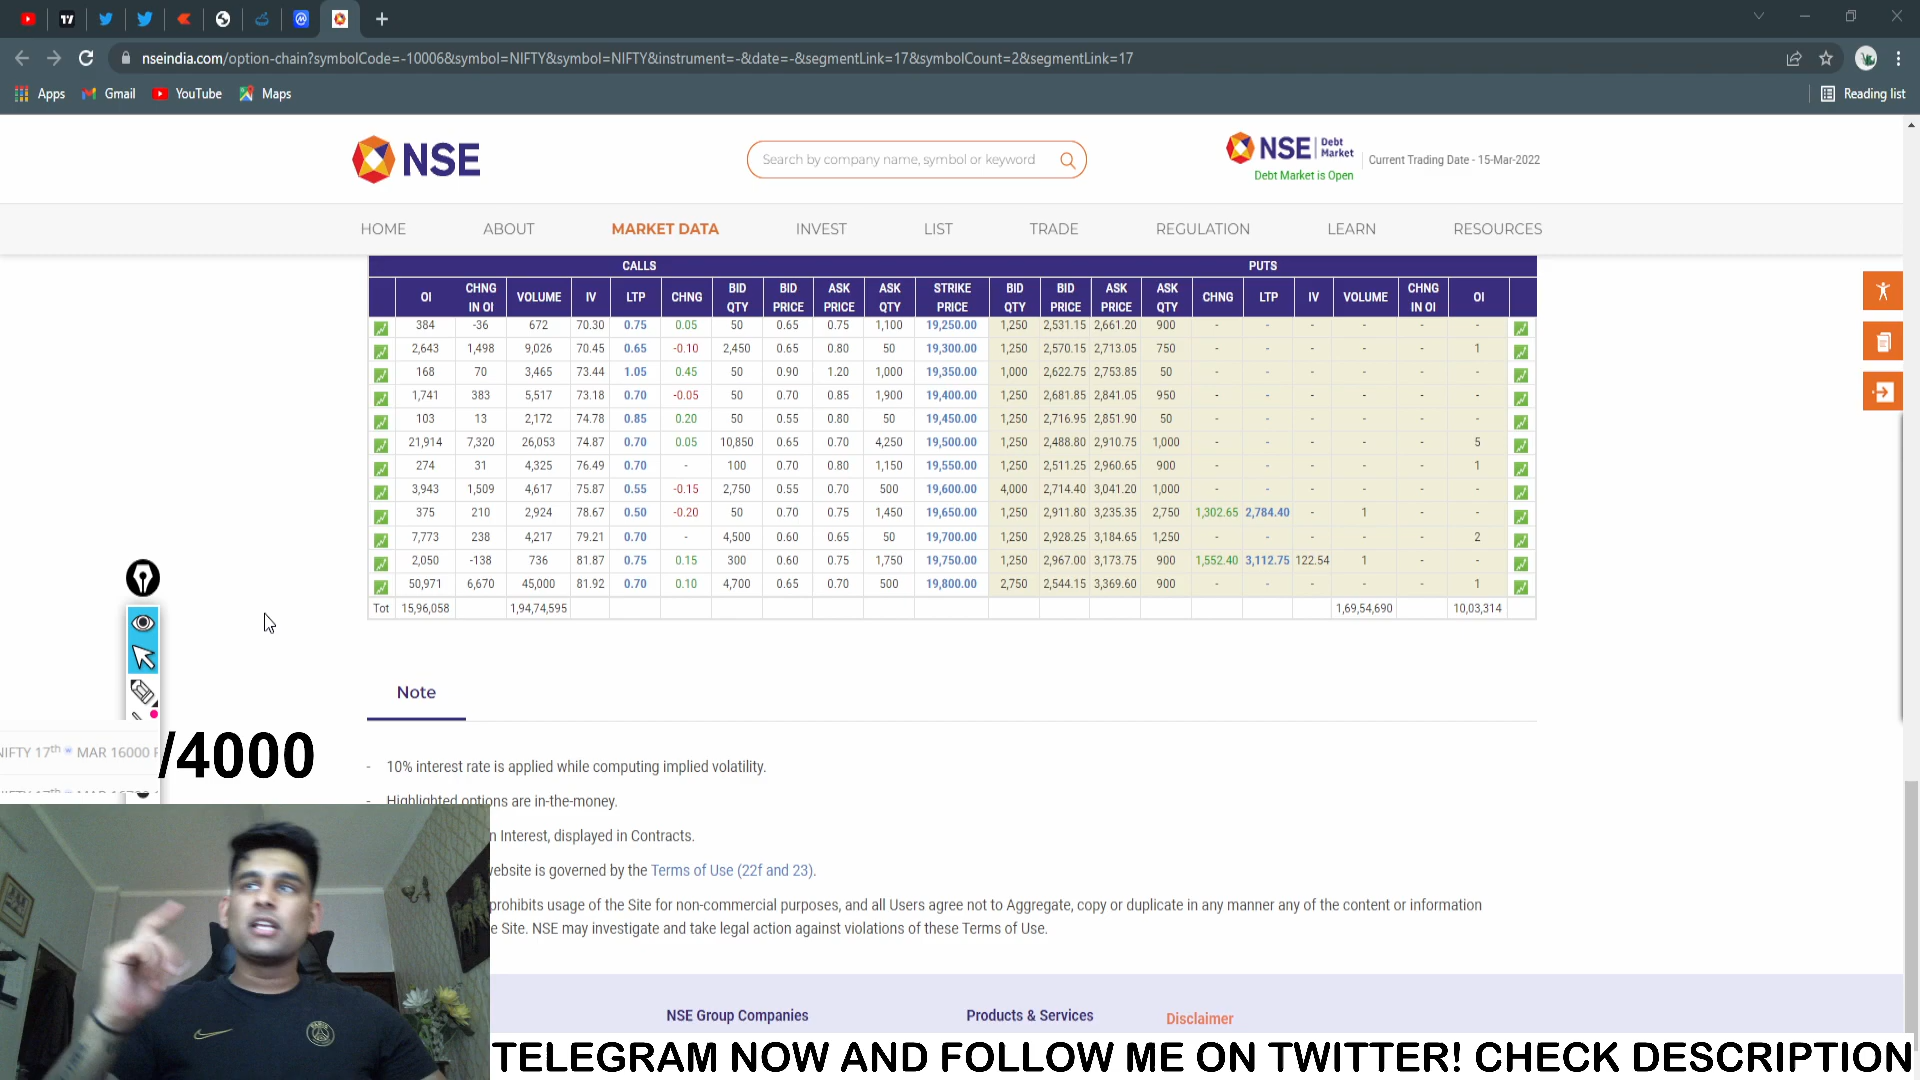 nseindia.com/option-chain?symbolCode=-10006&symbol=NIFTY&symbol=NIFTY&instrument=-&date=-&segmentLink=17&symbolCount=2&segmentLink=17
Apps Gmail YouTube Maps Reading list
NSE
Search by company name, symbol or keyword
NSE Debt Market
Debt Market is Open
Current Trading Date - 15-Mar-2022
HOME ABOUT MARKET DATA INVEST LIST TRADE REGULATION LEARN RESOURCES
CALLS PUTS
OI CHNG IN OI VOLUME IV LTP CHNG BID QTY BID PRICE ASK PRICE ASK QTY STRIKE PRICE BID QTY BID PRICE ASK PRICE ASK QTY CHNG LTP IV VOLUME CHNG IN OI OI
384 -36 672 70.30 0.75 0.05 50 0.65 0.75 1,100 19,250.00 1,250 2,531.15 2,661.20 900 - - - - - -
2,643 1,498 9,026 70.45 0.65 -0.10 2,450 0.65 0.80 50 19,300.00 1,250 2,570.15 2,713.05 750 - - - - - 1
168 70 3,465 73.44 1.05 0.45 50 0.90 1.20 1,000 19,350.00 1,000 2,622.75 2,753.85 50 - - - - - -
1,741 383 5,517 73.18 0.70 -0.05 50 0.70 0.85 1,900 19,400.00 1,250 2,681.85 2,841.05 950 - - - - - -
103 13 2,172 74.78 0.85 0.20 50 0.55 0.80 50 19,450.00 1,250 2,716.95 2,851.90 50 - - - - - -
21,914 7,320 26,053 74.87 0.70 0.05 10,850 0.65 0.70 4,250 19,500.00 1,250 2,488.80 2,910.75 1,000 - - - - - 5
274 31 4,325 76.49 0.70 - 100 0.70 0.80 1,150 19,550.00 1,250 2,511.25 2,960.65 900 - - - - - 1
3,943 1,509 4,617 75.87 0.55 -0.15 2,750 0.55 0.70 500 19,600.00 4,000 2,714.40 3,041.20 1,000 - - - - - -
375 210 2,924 78.67 0.50 -0.20 50 0.70 0.75 1,450 19,650.00 1,250 2,911.80 3,235.35 2,750 1,302.65 2,784.40 - 1 - -
7,773 238 4,217 79.21 0.70 - 4,500 0.60 0.65 50 19,700.00 1,250 2,928.25 3,184.65 1,250 - - - - - 2
2,050 -138 736 81.87 0.75 0.15 300 0.60 0.75 1,750 19,750.00 1,250 2,967.00 3,173.75 900 1,552.40 3,112.75 122.54 1 - -
50,971 6,670 45,000 81.92 0.70 0.10 4,700 0.65 0.70 500 19,800.00 2,750 2,544.15 3,369.60 900 - - - - - 1
Tot 15,96,058 1,94,74,595 1,69,54,690 10,03,314
Note
NIFTY 17th MAR 16000
/4000
- 10% interest rate is applied while computing implied volatility.
- Highlighted options are in-the-money.
n Interest, displayed in Contracts.
website is governed by the Terms of Use (22f and 23).
prohibits usage of the Site for non-commercial purposes, and all Users agree not to Aggregate, copy or duplicate in any manner any of the content or information
e Site. NSE may investigate and take legal action against violations of these Terms of Use.
NSE Group Companies Products & Services Disclaimer
TELEGRAM NOW AND FOLLOW ME ON TWITTER! CHECK DESCRIPTION